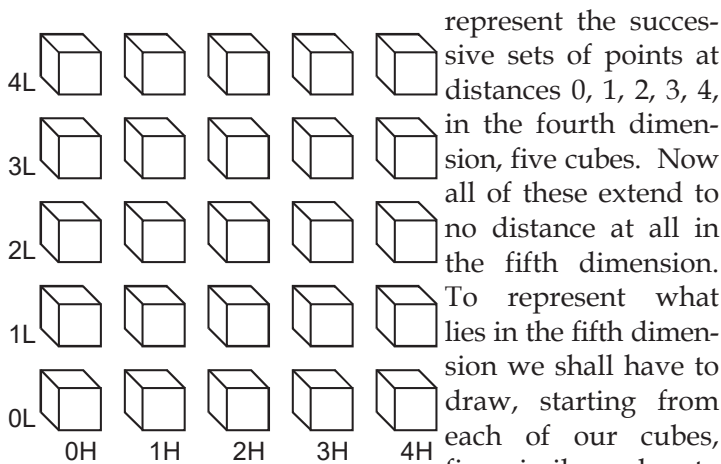 represent the succes-
sive sets of points at
distances 0, 1, 2, 3, 4,
in the fourth dimen-
sion, five cubes. Now
all of these extend to
no distance at all in
the fifth dimension.
To represent what
lies in the fifth dimen-
sion we shall have to
draw, starting from
each of our cubes,
4L
3L
2L
1L
0L
0H 1H 2H 3H 4H